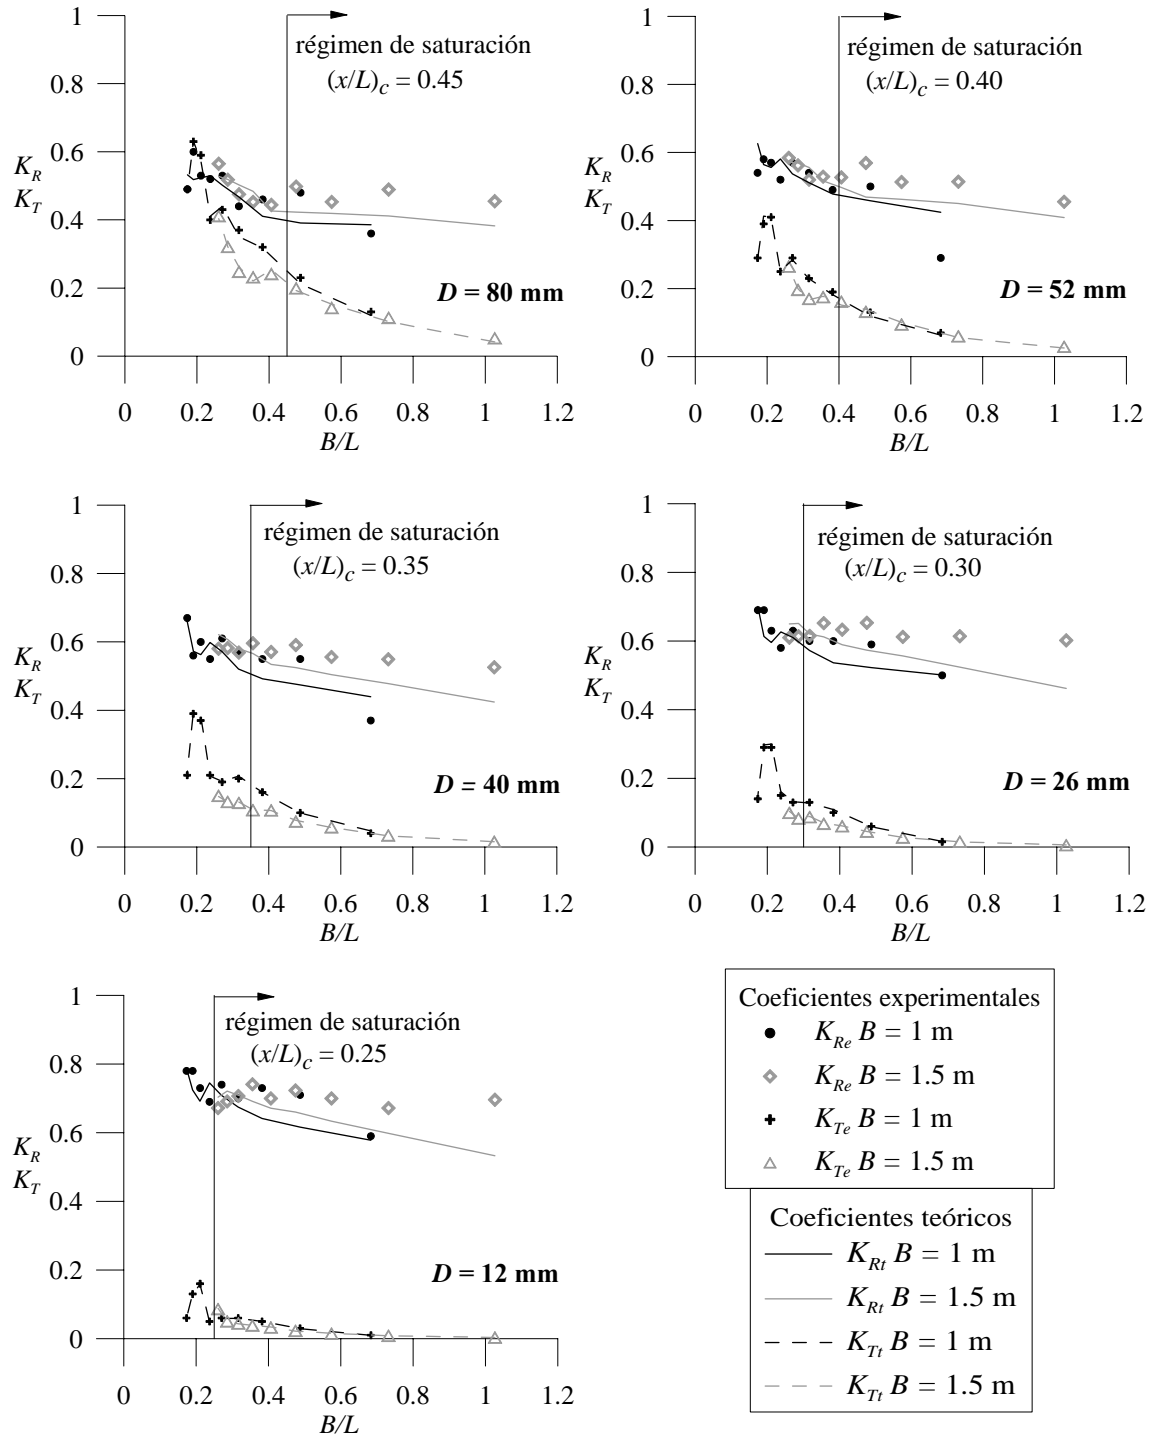 1
0.8
0.6
0.4
0.2
0
K_R
K_T
régimen de saturación
(x/L)_c = 0.45
D = 80 mm
0 0.2 0.4 0.6 0.8 1 1.2
B/L
1
0.8
0.6
0.4
0.2
0
K_R
K_T
régimen de saturación
(x/L)_c = 0.40
D = 52 mm
0 0.2 0.4 0.6 0.8 1 1.2
B/L
1
0.8
0.6
0.4
0.2
0
K_R
K_T
régimen de saturación
(x/L)_c = 0.35
D = 40 mm
0 0.2 0.4 0.6 0.8 1 1.2
B/L
1
0.8
0.6
0.4
0.2
0
K_R
K_T
régimen de saturación
(x/L)_c = 0.30
D = 26 mm
0 0.2 0.4 0.6 0.8 1 1.2
B/L
1
0.8
0.6
0.4
0.2
0
K_R
K_T
régimen de saturación
(x/L)_c = 0.25
D = 12 mm
0 0.2 0.4 0.6 0.8 1 1.2
B/L
Coeficientes experimentales
K_Re B = 1 m
K_Re B = 1.5 m
K_Te B = 1 m
K_Te B = 1.5 m
Coeficientes teóricos
K_Rt B = 1 m
K_Rt B = 1.5 m
K_Tt B = 1 m
K_Tt B = 1.5 m